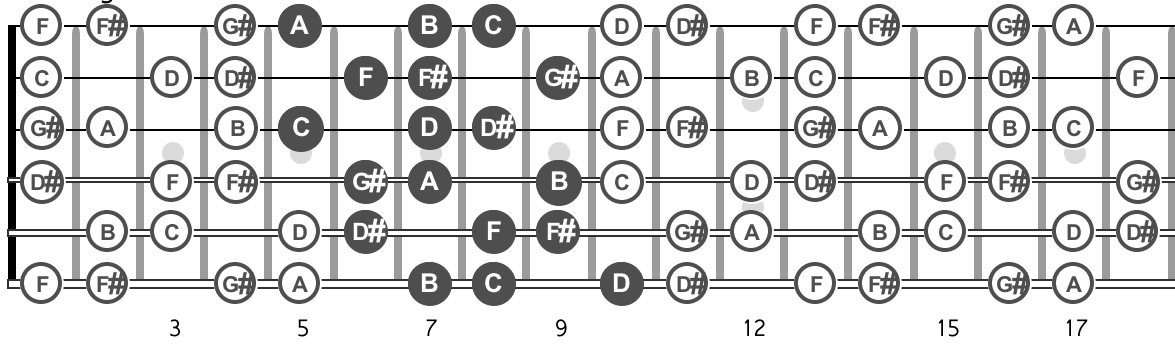 F F# G# A B C D D# F F# G# A
C D D# F F# G# A B C D D# F
G# A B C D D# F F# G# A B C
D# F F# G# A B C D D# F F# G#
B C D D# F F# G# A B C D D#
F F# G# A B C D D# F F# G# A
3 5 7 9 12 15 17